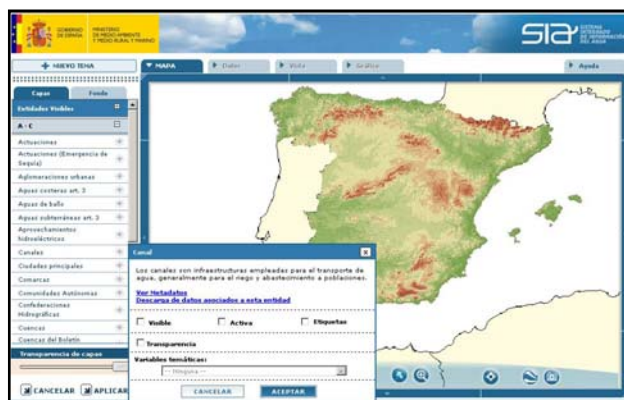 GOBIERNO
DE ESPAÑA
MINISTERIO
DE MEDIO AMBIENTE
Y MEDIO RURAL Y MARINO
sia
SISTEMA
INTEGRADO
DE INFORMACIÓN
DEL AGUA
NUEVO TEMA
MAPA
Datos
Vista
Gráfico
Ayuda
Capas
Fondo
Entidades Visibles
A - C
Actuaciones
Actuaciones (Emergencia de
Sequía)
Aglomeraciones urbanas
Aguas costeras art. 3
Aguas de baño
Aguas subterráneas art. 3
Aprovechamientos
hidroeléctricos
Canales
Ciudades principales
Comarcas
Comunidades Autónomas
Confederaciones
Hidrográficas
Cuencas
Cuencas del Boletín
Transparencia de capas
CANCELAR
APLICAR
Canal
Los canales son infraestructuras empleadas para el transporte de
agua, generalmente para el riego y abastecimiento a poblaciones.
Ver Metadatos
Descarga de datos asociados a esta entidad
Visible
Activa
Etiquetas
Transparencia
Variables temáticas:
-- Ninguna --
CANCELAR
ACEPTAR